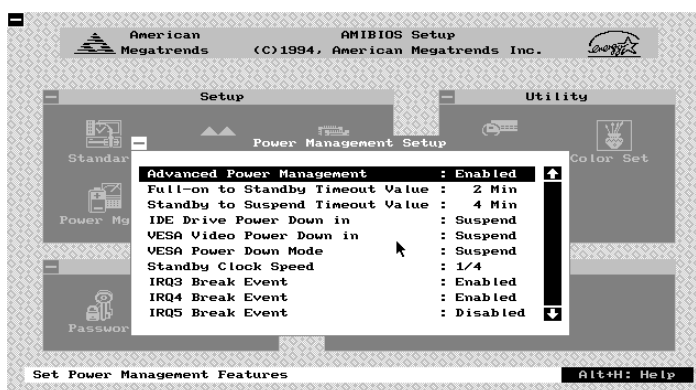 American
Megatrends
AMIBIOS Setup
(C)1994, American Megatrends Inc.
energy
Setup
Utility
Standar
Color Set
Power Mg
Passwor
Power Management Setup
Advanced Power Management : Enabled
Full-on to Standby Timeout Value : 2 Min
Standby to Suspend Timeout Value : 4 Min
IDE Drive Power Down in : Suspend
VESA Video Power Down in : Suspend
VESA Power Down Mode : Suspend
Standby Clock Speed : 1/4
IRQ3 Break Event : Enabled
IRQ4 Break Event : Enabled
IRQ5 Break Event : Disabled
Set Power Management Features
Alt+H: Help